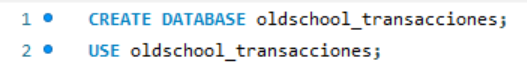 1 CREATE DATABASE oldschool_transacciones;
2 USE oldschool_transacciones;